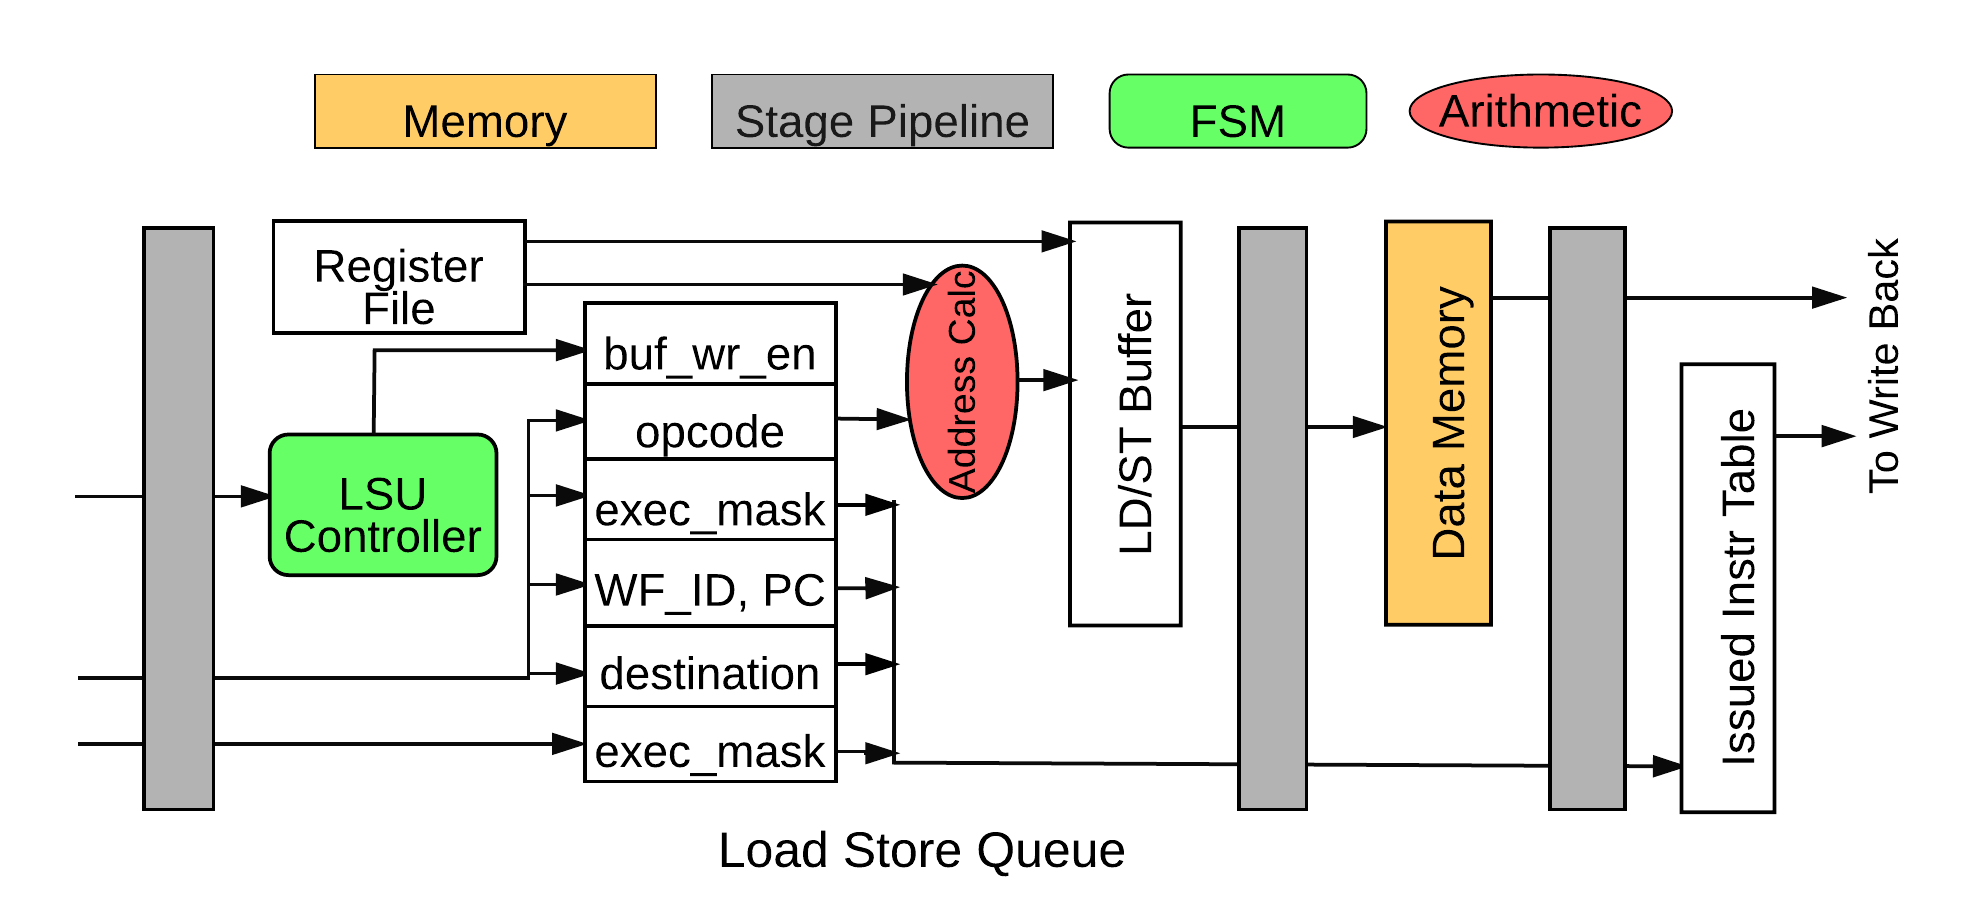 Memory
Stage Pipeline
FSM
Arithmetic
Register
File
buf_wr_en
opcode
exec_mask
WF_ID, PC
destination
exec_mask
LSU
Controller
Address Calc
LD/ST Buffer
Data Memory
Issued Instr Table
To Write Back
Load Store Queue